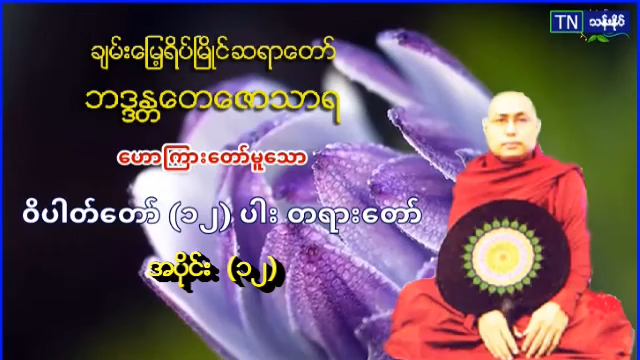 TN သန်းနိုင်
ချမ်းမြေ့ရိပ်မြိုင်ဆရာတော်
ဘဒ္ဒန္တတေဇောသာရ
ဟောကြားတော်မူသော
ဝိပါတ်တော် (၁၂) ပါး တရားတော်
အပိုင်း (၁၂)